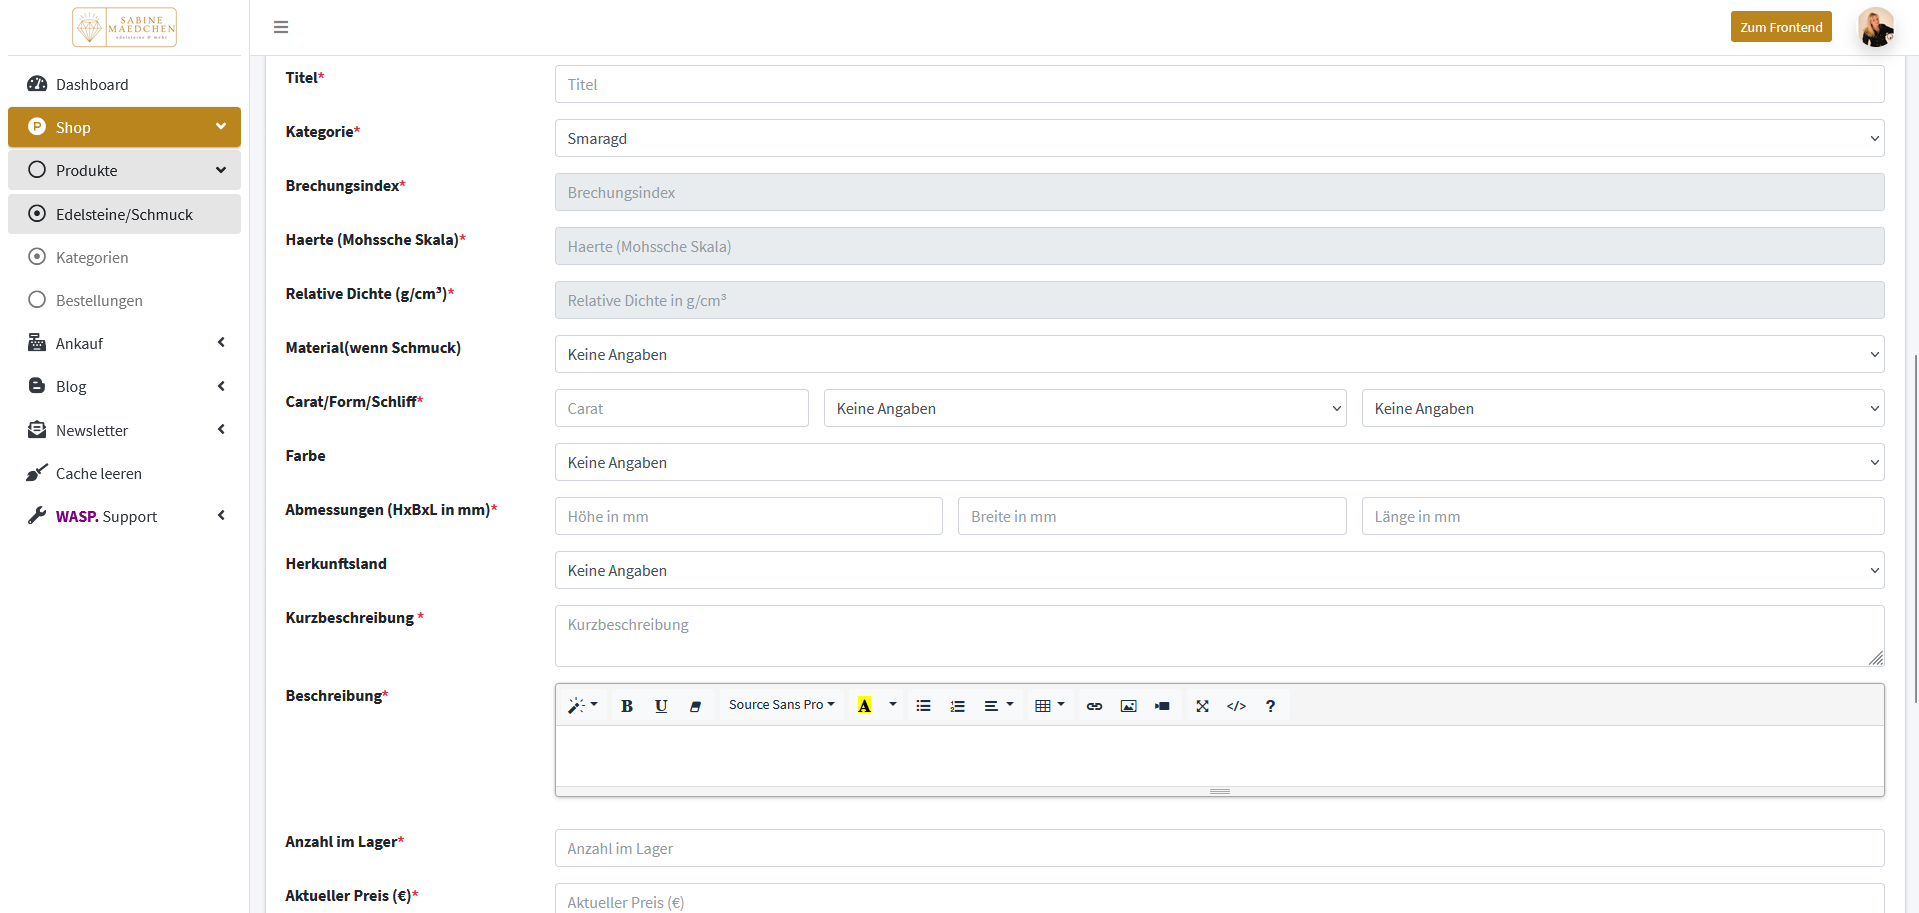 SABINE
MAEDCHEN
edelsteine & mehr
Zum Frontend
Dashboard
Shop
Produkte
Edelsteine/Schmuck
Kategorien
Bestellungen
Ankauf
Blog
Newsletter
Cache leeren
WASP. Support
Titel*
Titel
Kategorie*
Smaragd
Brechungsindex*
Brechungsindex
Haerte (Mohssche Skala)*
Haerte (Mohssche Skala)
Relative Dichte (g/cm³)*
Relative Dichte in g/cm³
Material(wenn Schmuck)
Keine Angaben
Carat/Form/Schliff*
Carat Keine Angaben Keine Angaben
Farbe
Keine Angaben
Abmessungen (HxBxL in mm)*
Höhe in mm Breite in mm Länge in mm
Herkunftsland
Keine Angaben
Kurzbeschreibung *
Kurzbeschreibung
Beschreibung*
B U Source Sans Pro A </> ?
Anzahl im Lager*
Anzahl im Lager
Aktueller Preis (€)*
Aktueller Preis (€)